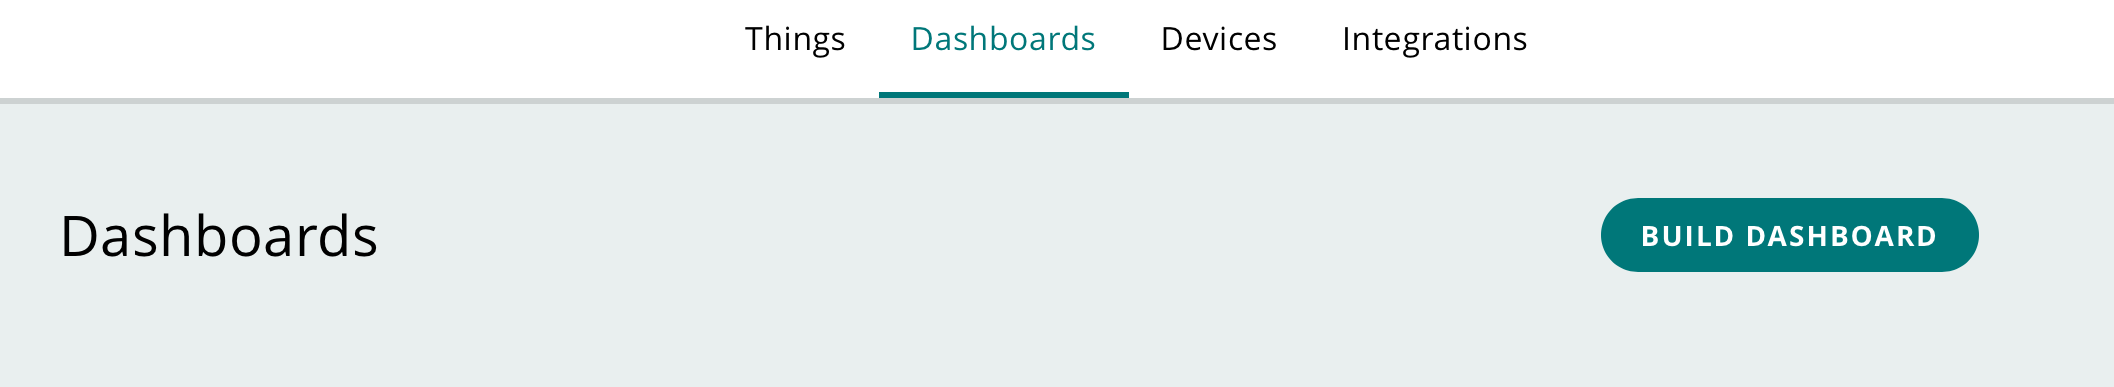 Things Dashboards Devices Integrations
Dashboards
BUILD DASHBOARD